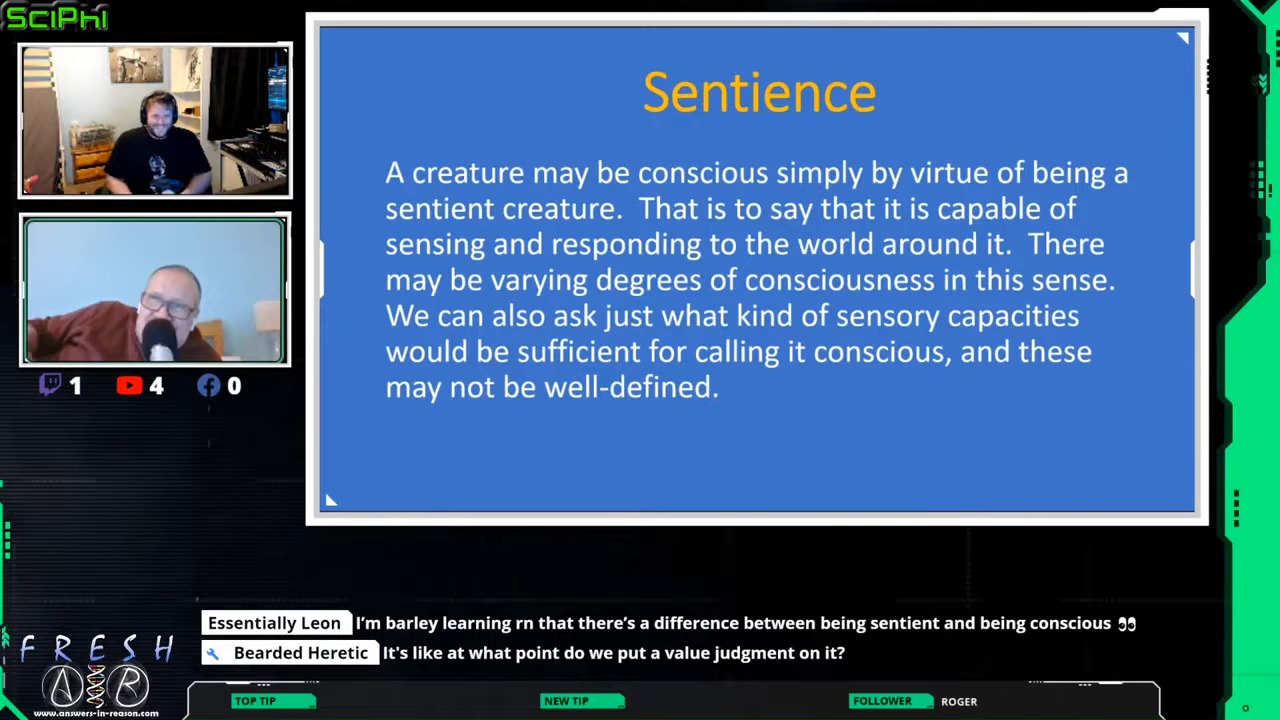 SCIPHI
Sentience
A creature may be conscious simply by virtue of being a
sentient creature. That is to say that it is capable of
sensing and responding to the world around it. There
may be varying degrees of consciousness in this sense.
We can also ask just what kind of sensory capacities
would be sufficient for calling it conscious, and these
may not be well-defined.
1 4 0
Essentially Leon I’m barley learning rn that there’s a difference between being sentient and being conscious 👀
Bearded Heretic It's like at what point do we put a value judgment on it?
FRESH
A R
www.answers-in-reason.com
TOP TIP NEW TIP FOLLOWER ROGER